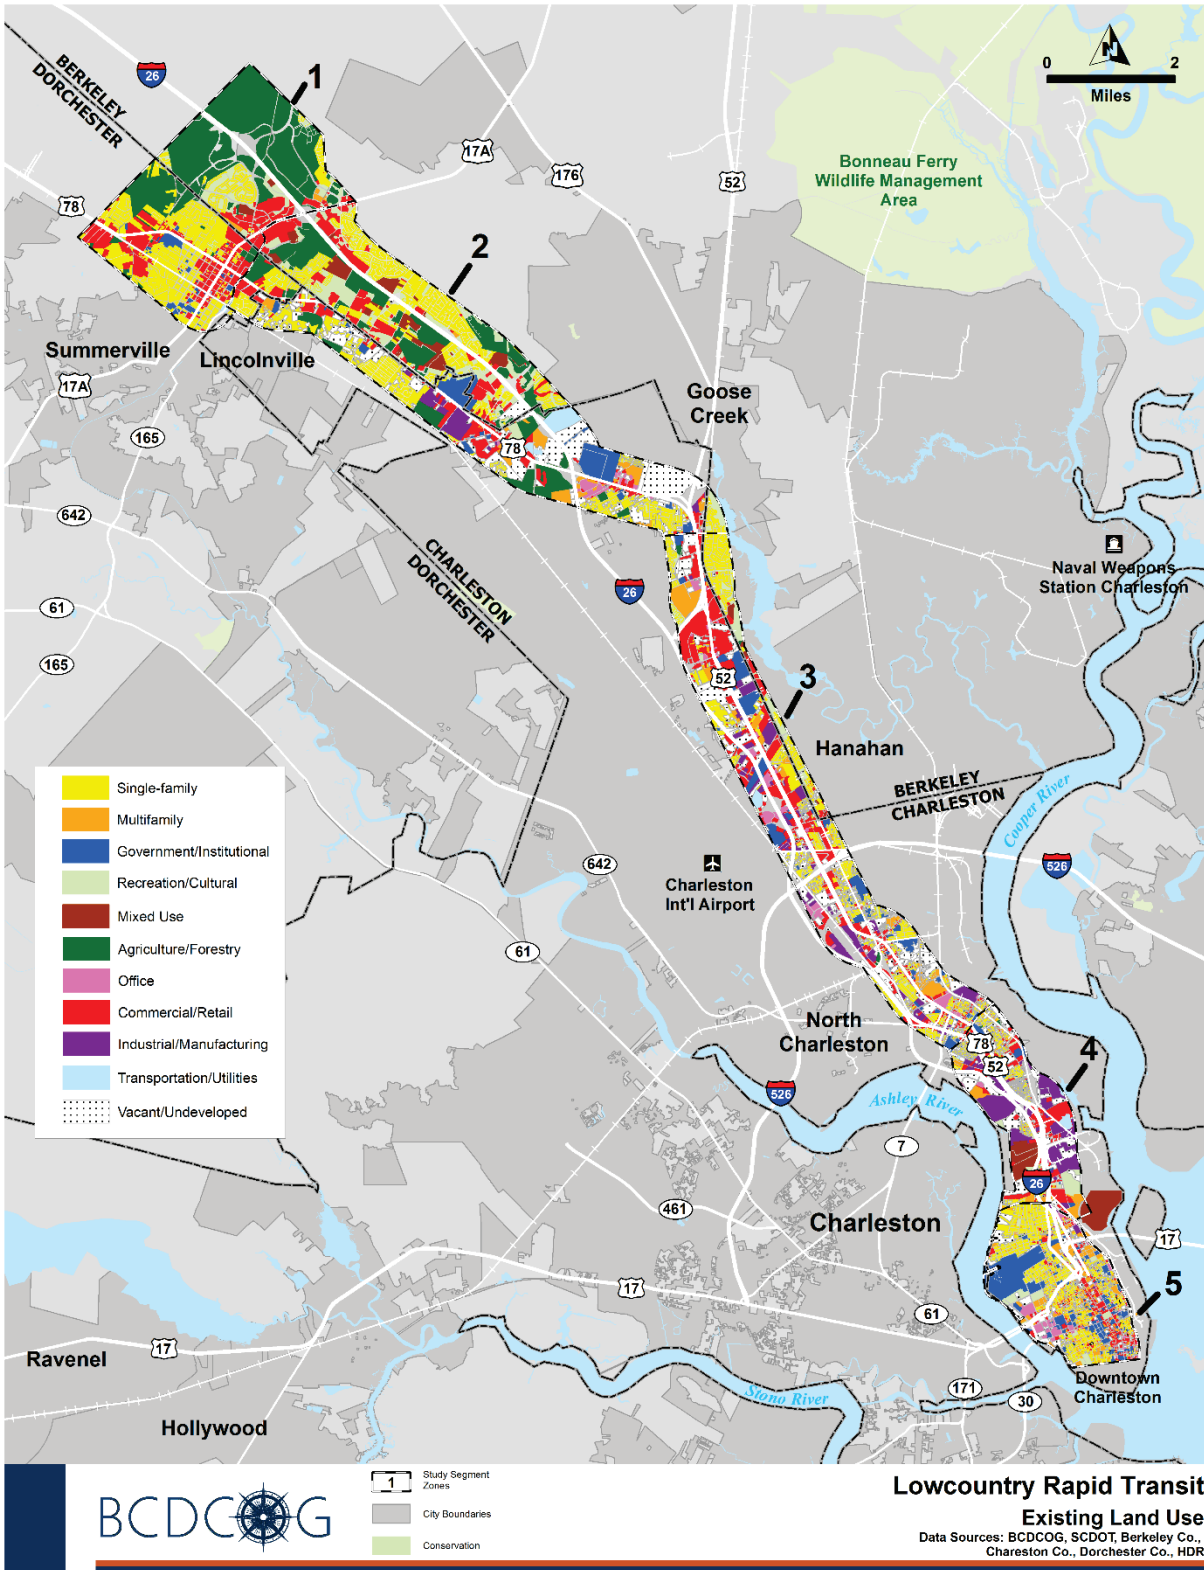 26
BERKELEY
DORCHESTER
1
17A
176
52
N
0
2
Miles
Bonneau Ferry
Wildlife Management
Area
78
2
Summerville
Lincolnville
17A
165
Goose
Creek
78
642
CHARLESTON
DORCHESTER
26
Naval Weapons
Station Charleston
61
165
52
3
Hanahan
BERKELEY
CHARLESTON
Cooper River
Single-family
Multifamily
Government/Institutional
Recreation/Cultural
Mixed Use
Agriculture/Forestry
Office
Commercial/Retail
Industrial/Manufacturing
Transportation/Utilities
Vacant/Undeveloped
642
Charleston
Int'l Airport
526
61
North
Charleston
78
52
4
526
Ashley River
7
26
461
Charleston
17
17
5
61
Ravenel
17
Stono River
171
30
Downtown
Charleston
Hollywood
BCDCOG
1
Study Segment
Zones
City Boundaries
Conservation
Lowcountry Rapid Transit
Existing Land Use
Data Sources: BCDCOG, SCDOT, Berkeley Co.,
Chareston Co., Dorchester Co., HDR